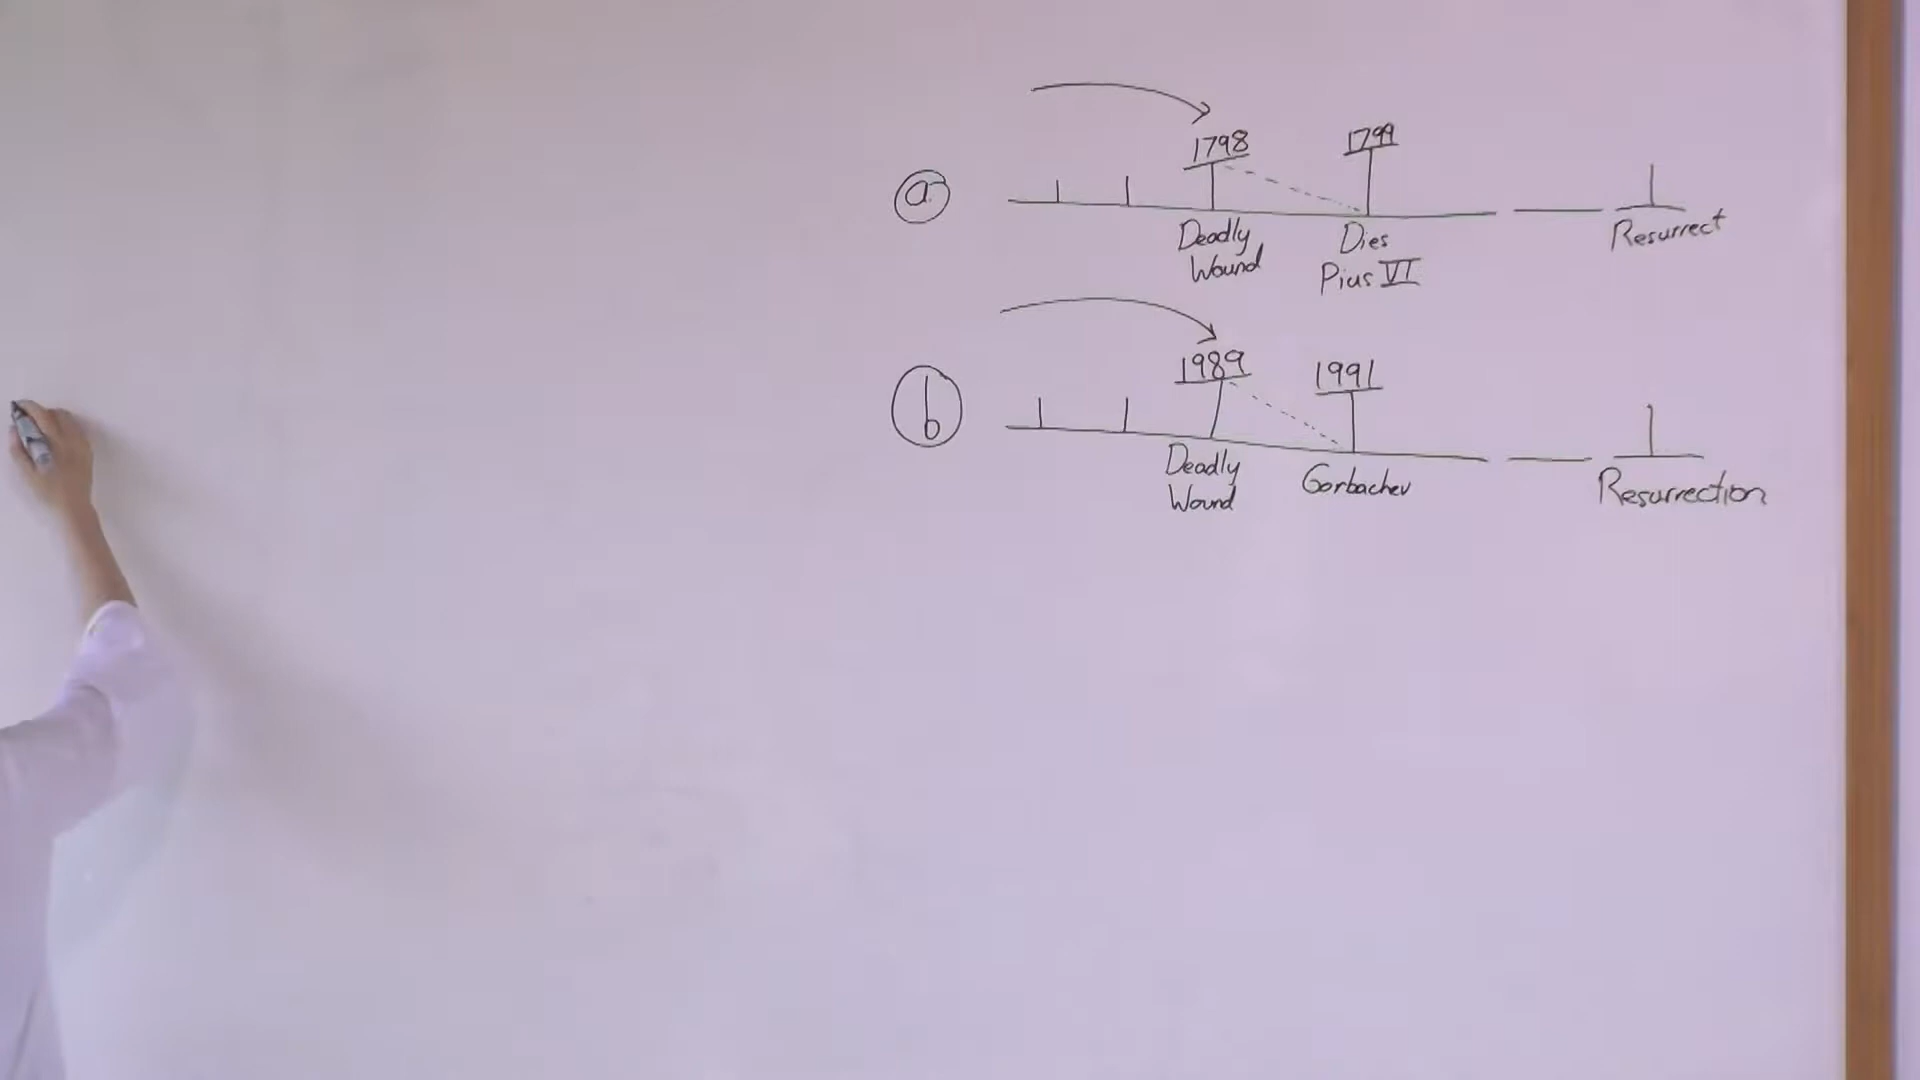 1798
1799
a
Deadly
Wound
Dies
Pius VI
Resurrect
1989
1991
b
Deadly
Wound
Gorbachev
Resurrection